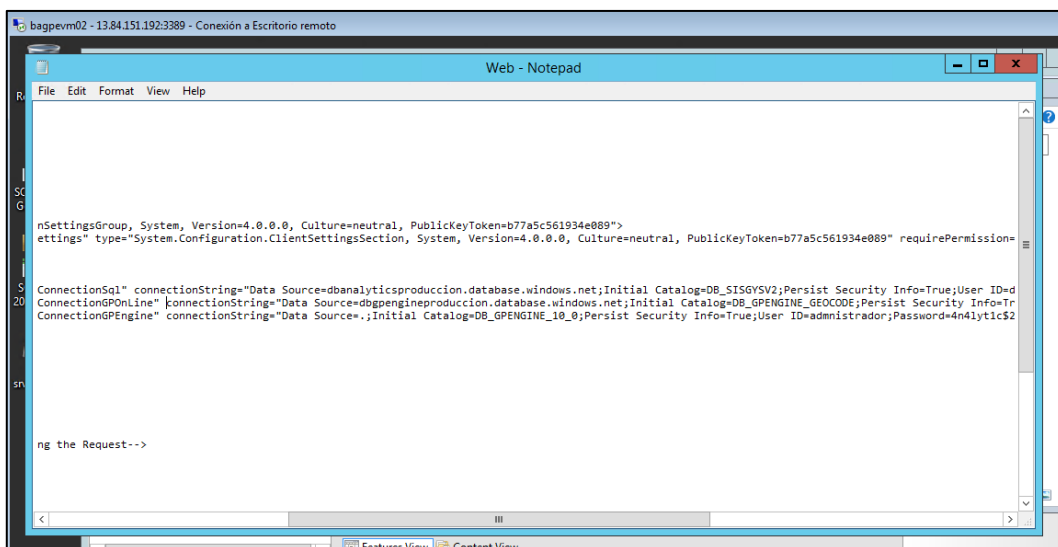 bagpevm02 - 13.84.151.192:3389 - Conexión a Escritorio remoto
Web - Notepad
File Edit Format View Help
nSettingsGroup, System, Version=4.0.0.0, Culture=neutral, PublicKeyToken=b77a5c561934e089">
ettings" type="System.Configuration.ClientSettingsSection, System, Version=4.0.0.0, Culture=neutral, PublicKeyToken=b77a5c561934e089" requirePermission=
ConnectionSql" connectionString="Data Source=dbanalyticsproduccion.database.windows.net;Initial Catalog=DB_SISGYSV2;Persist Security Info=True;User ID=d
ConnectionGPOnLine" connectionString="Data Source=dbgpengineproduccion.database.windows.net;Initial Catalog=DB_GPENGINE_GEOCODE;Persist Security Info=Tr
ConnectionGPEngine" connectionString="Data Source=.;Initial Catalog=DB_GPENGINE_10_0;Persist Security Info=True;User ID=admnistrador;Password=4n4lyt1c$2
ng the Request-->
Features View Content View